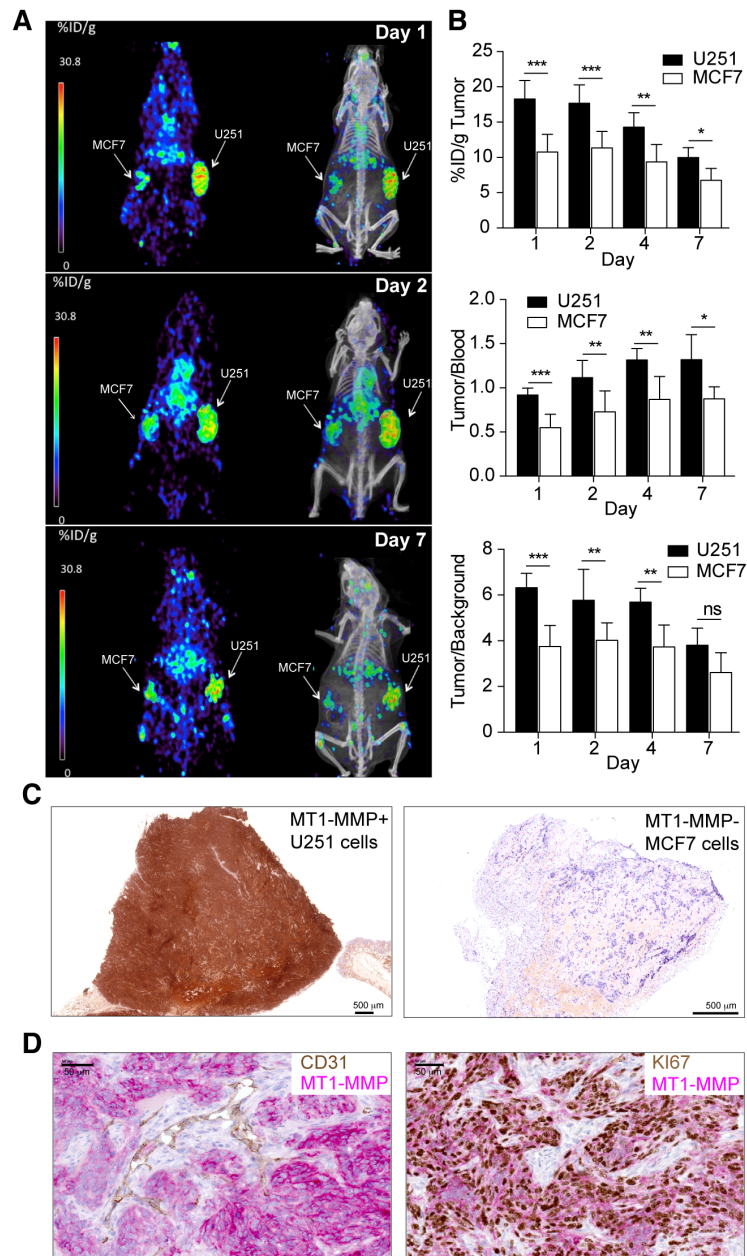 A
%ID/g
Day 1
30.8
MCF7
U251
MCF7
U251
0
%ID/g
Day 2
30.8
MCF7
U251
MCF7
U251
0
%ID/g
Day 7
30.8
MCF7
U251
MCF7
U251
0
B
%ID/g Tumor
25
20
15
10
5
0
***
***
**
*
U251
MCF7
1
2
4
7
Day
Tumor/Blood
2.0
1.5
1.0
0.5
0.0
U251
MCF7
***
**
**
*
1
2
4
7
Day
Tumor/Background
8
6
4
2
0
***
**
**
ns
U251
MCF7
1
2
4
7
Day
C
MT1-MMP+
U251 cells
500 µm
MT1-MMP-
MCF7 cells
500 µm
D
50 µm
CD31
MT1-MMP
50 µm
KI67
MT1-MMP